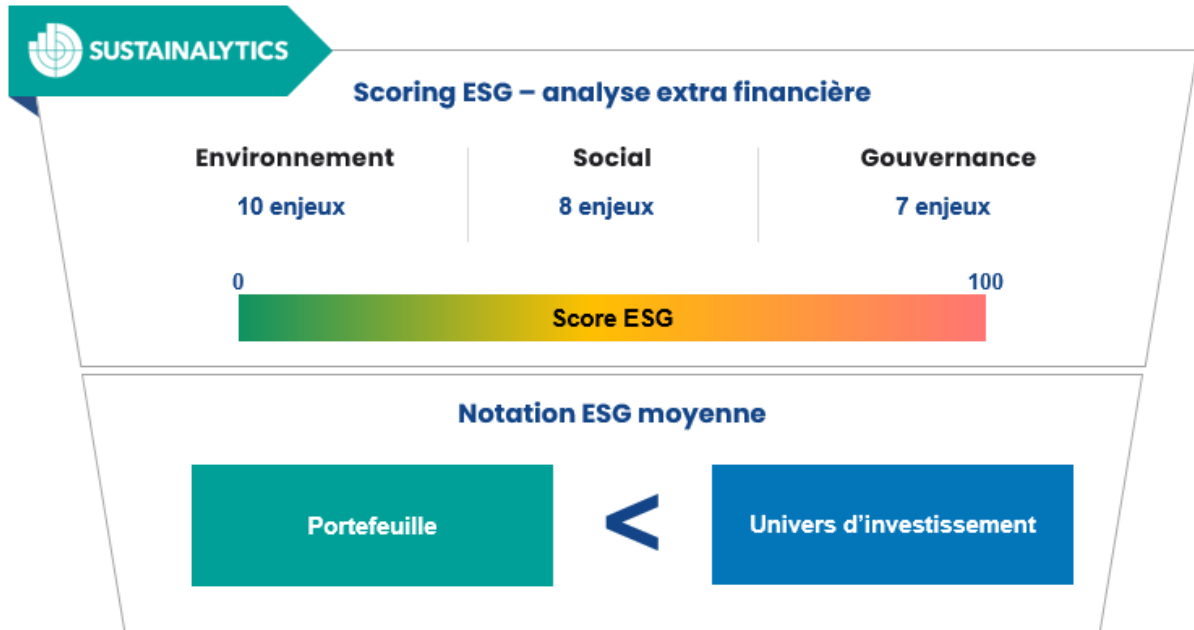 SUSTAINALYTICS
Scoring ESG – analyse extra financière
Environnement
Social
Gouvernance
10 enjeux
8 enjeux
7 enjeux
0
100
Score ESG
Notation ESG moyenne
Portefeuille
<
Univers d'investissement